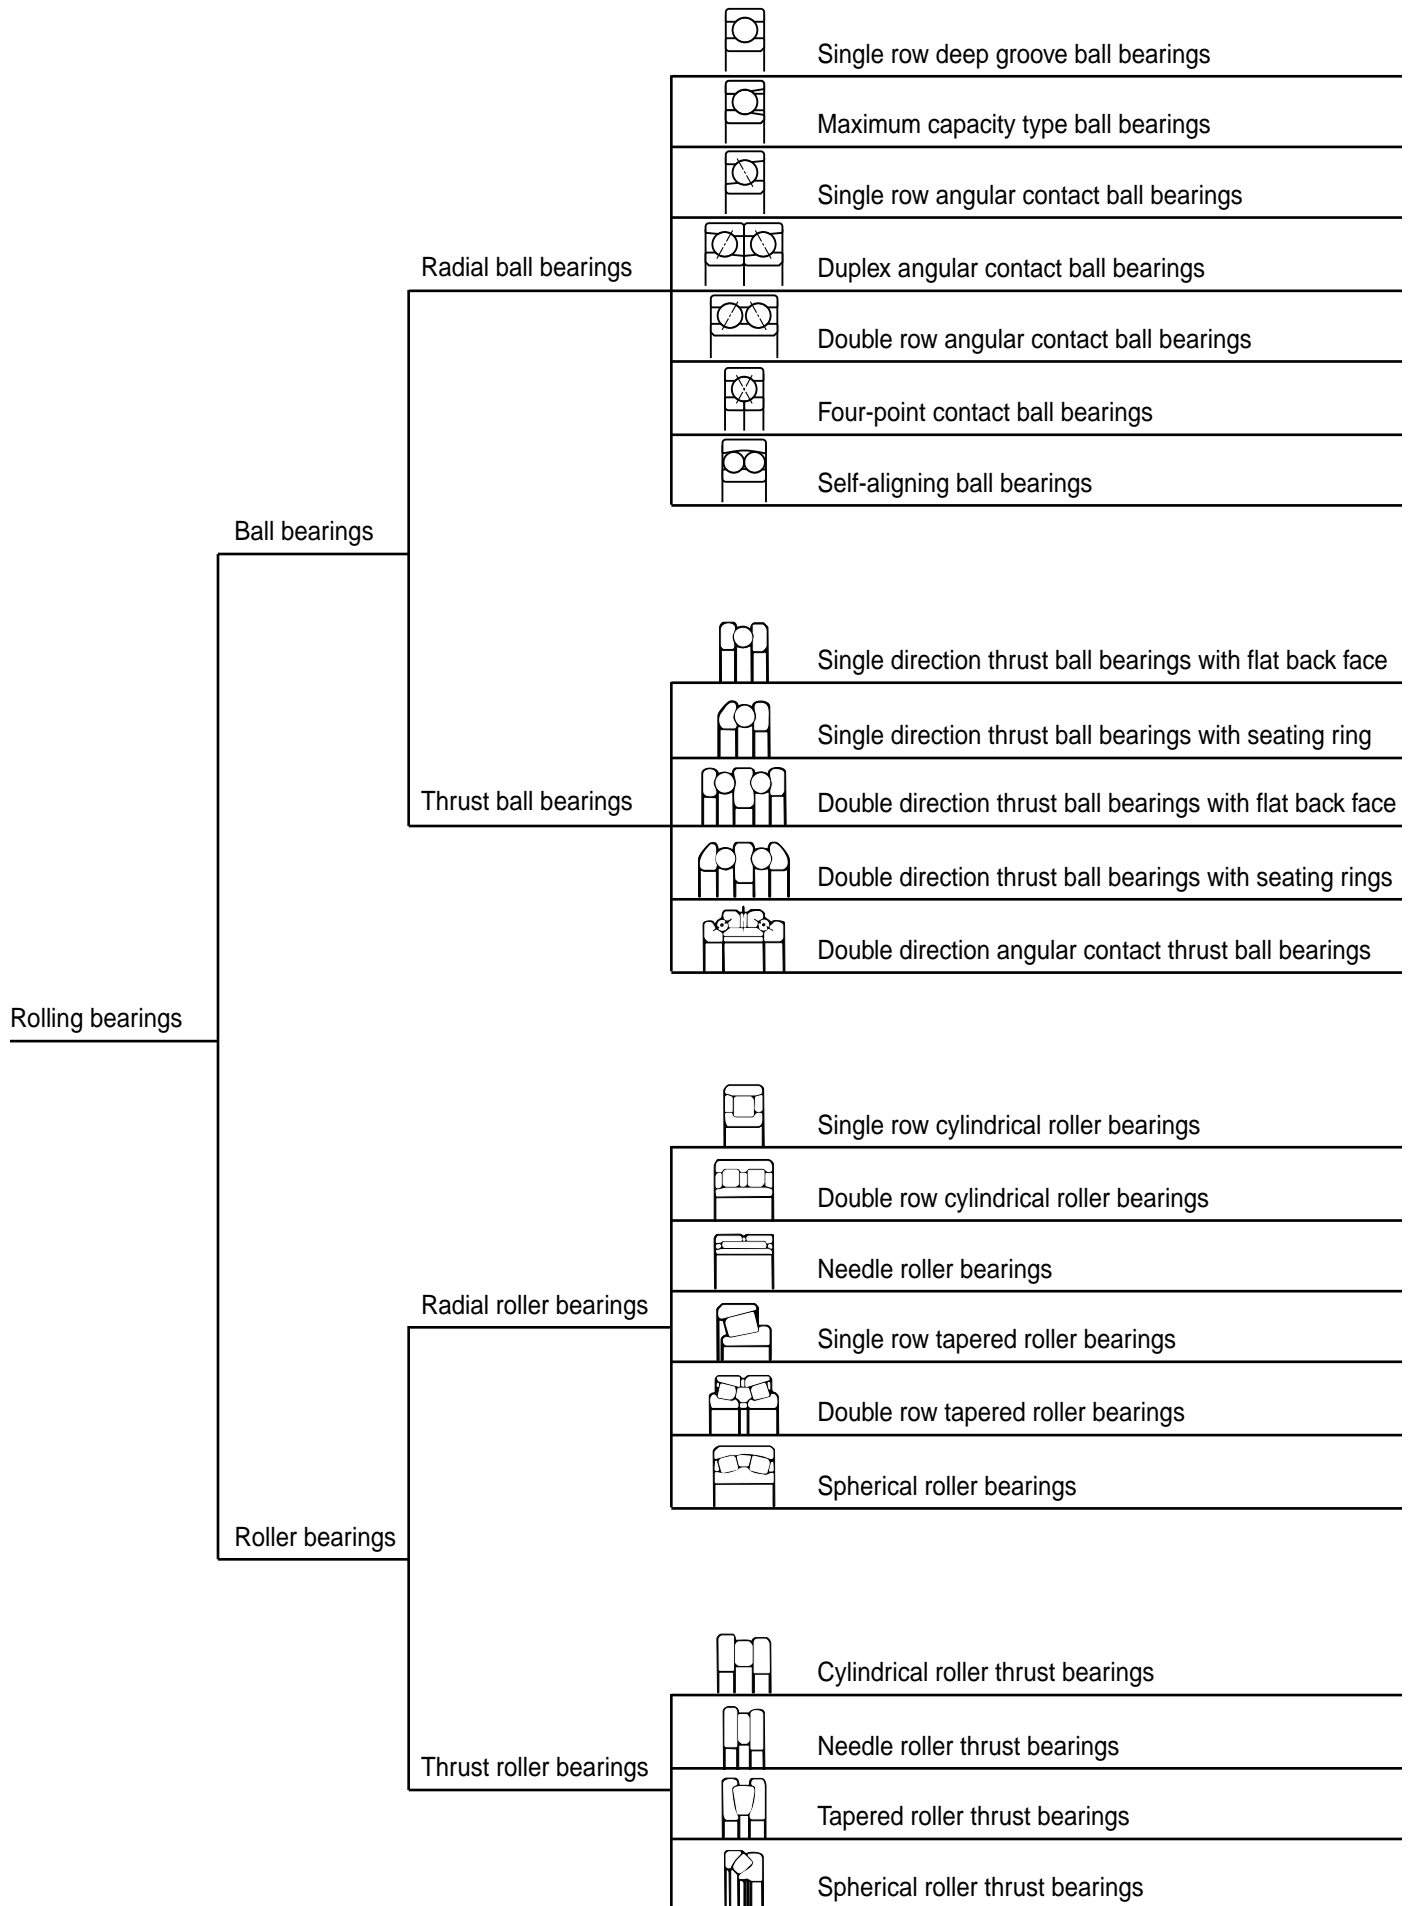 Single row deep groove ball bearings
Maximum capacity type ball bearings
Single row angular contact ball bearings
Radial ball bearings
Duplex angular contact ball bearings
Double row angular contact ball bearings
Four-point contact ball bearings
Self-aligning ball bearings
Ball bearings
Single direction thrust ball bearings with flat back face
Single direction thrust ball bearings with seating ring
Thrust ball bearings
Double direction thrust ball bearings with flat back face
Double direction thrust ball bearings with seating rings
Double direction angular contact thrust ball bearings
Rolling bearings
Single row cylindrical roller bearings
Double row cylindrical roller bearings
Needle roller bearings
Radial roller bearings
Single row tapered roller bearings
Double row tapered roller bearings
Spherical roller bearings
Roller bearings
Cylindrical roller thrust bearings
Needle roller thrust bearings
Thrust roller bearings
Tapered roller thrust bearings
Spherical roller thrust bearings